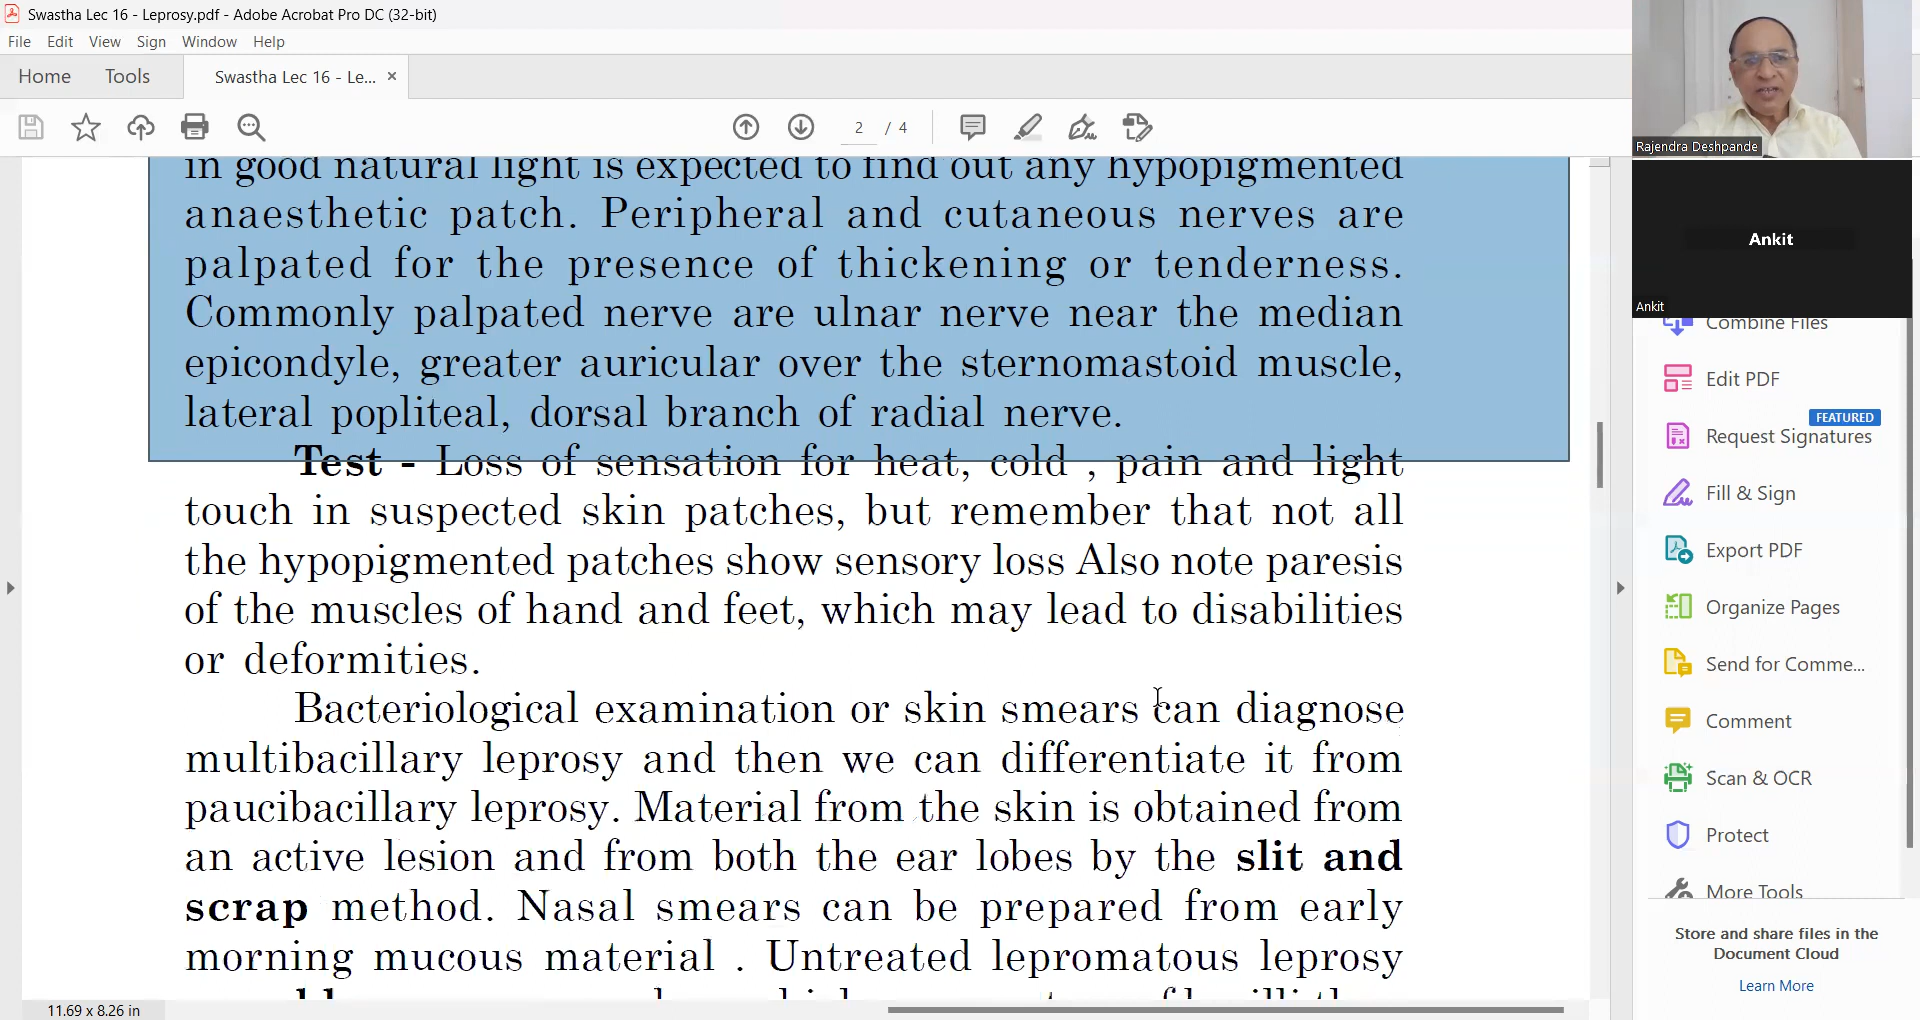 Swastha Lec 16 - Leprosy.pdf - Adobe Acrobat Pro DC (32-bit)
File Edit View Sign Window Help
Home Tools Swastha Lec 16 - Le... ×
2 / 4
in good natural light is expected to find out any hypopigmented
anaesthetic patch. Peripheral and cutaneous nerves are
palpated for the presence of thickening or tenderness.
Commonly palpated nerve are ulnar nerve near the median
epicondyle, greater auricular over the sternomastoid muscle,
lateral popliteal, dorsal branch of radial nerve.
Test - Loss of sensation for heat, cold , pain and light
touch in suspected skin patches, but remember that not all
the hypopigmented patches show sensory loss Also note paresis
of the muscles of hand and feet, which may lead to disabilities
or deformities.
Bacteriological examination or skin smears can diagnose
multibacillary leprosy and then we can differentiate it from
paucibacillary leprosy. Material from the skin is obtained from
an active lesion and from both the ear lobes by the slit and
scrap method. Nasal smears can be prepared from early
morning mucous material . Untreated lepromatous leprosy
11.69 x 8.26 in
Rajendra Deshpande
Ankit
Ankit
Combine Files
Edit PDF
FEATURED
Request Signatures
Fill & Sign
Export PDF
Organize Pages
Send for Comme...
Comment
Scan & OCR
Protect
More Tools
Store and share files in the
Document Cloud
Learn More